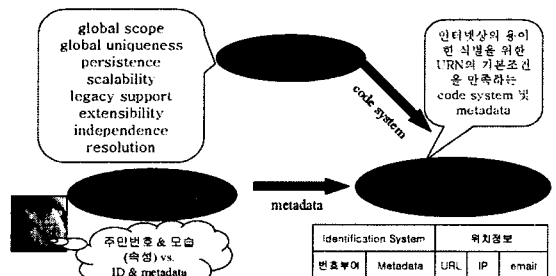 global scope
global uniqueness
persistence
scalability
legacy support
extensibility
independence
resolution
인터넷상의 용이
한 식별을 위한
URN의 기본조건
을 만족하는
code system 및
metadata
code system
metadata
주민번호 & 모습
(속성) vs.
ID & metadata
Identification System 위치정보
번호부여 Metadata URL IP email